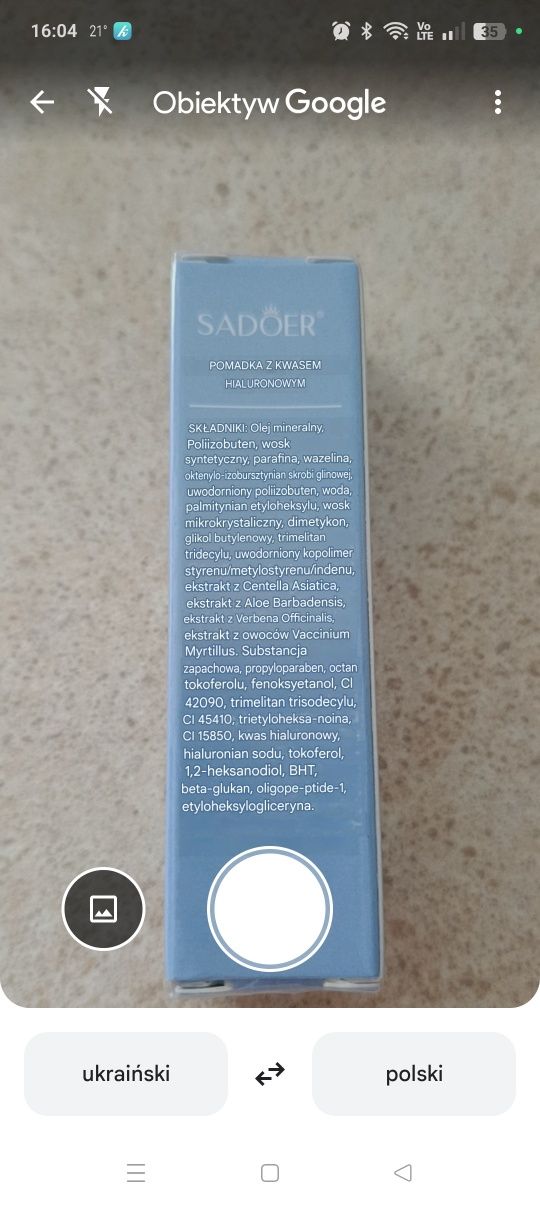 16:04 21°
Vo
LTE
35
Obiektyw Google
SADOER®
POMADKA Z KWASEM
HIALURONOWYM
SKŁADNIKI: Olej mineralny,
Poliizobuten, wosk
syntetyczny, parafina, wazelina,
oktenylo-izobursztynian skrobi glinowej,
uwodorniony poliizobuten, woda,
palmitynian etyloheksylu, wosk
mikrokrystaliczny, dimetykon,
glikol butylenowy, trimelitan
tridecylu, uwodorniony kopolimer
styrenu/metylostyrenu/indenu,
ekstrakt z Centella Asiatica,
ekstrakt z Aloe Barbadensis,
ekstrakt z Verbena Officinalis,
ekstrakt z owoców Vaccinium
Myrtillus. Substancja
zapachowa, propyloparaben, octan
tokoferolu, fenoksyetanol, CI
42090, trimelitan trisodecylu,
CI 45410, trietyloheksa-noina,
CI 15850, kwas hialuronowy,
hialuronian sodu, tokoferol,
1,2-heksanodiol, BHT,
beta-glukan, oligope-ptide-1,
etyloheksylogliceryna.
ukraiński
polski